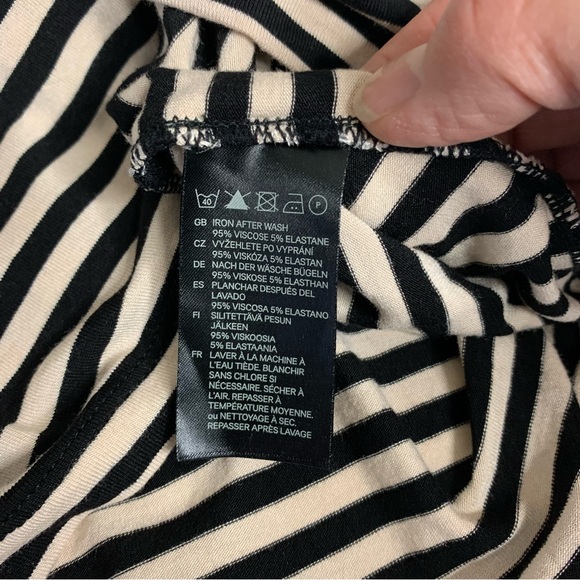 40 P
GB IRON AFTER WASH
95% VISCOSE 5% ELASTANE
CZ VYŽEHLETE PO VYPRÁNÍ
95% VISKÓZA 5% ELASTAN
DE NACH DER WÄSCHE BÜGELN
95% VISKOSE 5% ELASTHAN
ES PLANCHAR DESPUÉS DEL
LAVADO
95% VISCOSA 5% ELASTANO
FI SILITETTÄVÄ PESUN
JÄLKEEN
95% VISKOOSIA
5% ELASTAANIA
FR LAVER À LA MACHINE À
L'EAU TIÈDE. BLANCHIR
SANS CHLORE SI
NÉCESSAIRE. SÉCHER À
L'AIR. REPASSER À
TEMPÉRATURE MOYENNE.
ou NETTOYAGE À SEC.
REPASSER APRÈS LAVAGE